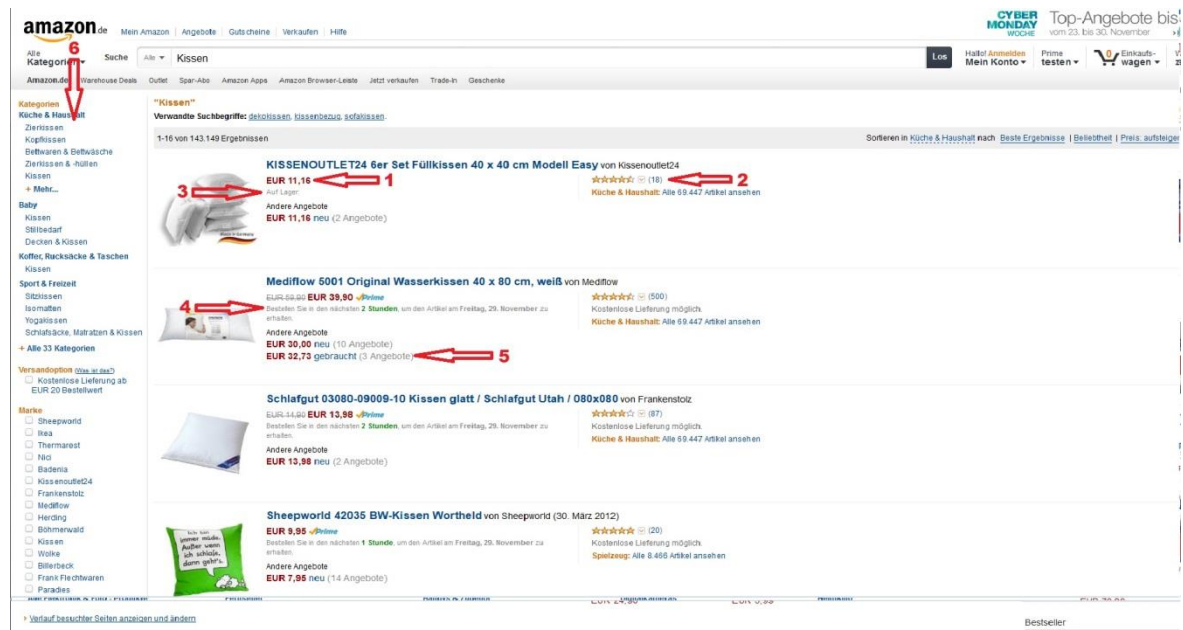 amazon.de
Mein Amazon | Angebote | Gutscheine | Verkaufen | Hilfe
CYBER MONDAY WOCHE
Top-Angebote bis
vom 23. bis 30. November
6
Alle Kategorien
Suche
Alle
Kissen
Los
Hallo! Anmelden
Mein Konto
Prime testen
0 Einkaufs-wagen
Amazon.de Warehouse Deals Outlet Spar-Abo Amazon Apps Amazon Browser-Leiste Jetzt verkaufen Trade-In Geschenke
Kategorien
Küche & Haushalt
Zierkissen
Kopfkissen
Bettwaren & Bettwäsche
Zierkissen & -hüllen
Kissen
+ Mehr...
Baby
Kissen
Stillbedarf
Decken & Kissen
Koffer, Rucksäcke & Taschen
Kissen
Sport & Freizeit
Sitzkissen
Isomatten
Yogakissen
Schlafsäcke, Matratzen & Kissen
+ Alle 33 Kategorien
Versandoption (Was ist das?)
Kostenlose Lieferung ab
EUR 20 Bestellwert
Marke
Sheepworld
Ikea
Thermarest
Nici
Badenia
Kissenoutlet24
Frankenstolz
Mediflow
Herding
Böhmerwald
Kissen
Wolke
Billerbeck
Frank Flechtwaren
Paradies
"Kissen"
Verwandte Suchbegriffe: dekokissen, kissenbezug, sofakissen.
1-16 von 143.149 Ergebnissen
Sortieren in Küche & Haushalt nach Beste Ergebnisse | Beliebtheit | Preis: aufsteigen
KISSENOUTLET24 6er Set Füllkissen 40 x 40 cm Modell Easy von Kissenoutlet24
EUR 11,16
1
(18)
2
3
Auf Lager.
Küche & Haushalt: Alle 69.447 Artikel ansehen
Andere Angebote
EUR 11,16 neu (2 Angebote)
Made in Germany
Mediflow 5001 Original Wasserkissen 40 x 80 cm, weiß von Mediflow
EUR 59,90 EUR 39,90 Prime
(500)
4
Bestellen Sie in den nächsten 2 Stunden, um den Artikel am Freitag, 29. November zu
erhalten.
Kostenlose Lieferung möglich.
Küche & Haushalt: Alle 69.447 Artikel ansehen
Andere Angebote
EUR 30,00 neu (10 Angebote)
EUR 32,73 gebraucht (3 Angebote)
5
Schlafgut 03080-09009-10 Kissen glatt / Schlafgut Utah / 080x080 von Frankenstolz
EUR 14,90 EUR 13,98 Prime
(87)
Bestellen Sie in den nächsten 2 Stunden, um den Artikel am Freitag, 29. November zu
erhalten.
Kostenlose Lieferung möglich.
Küche & Haushalt: Alle 69.447 Artikel ansehen
Andere Angebote
EUR 13,98 neu (2 Angebote)
Sheepworld 42035 BW-Kissen Wortheld von Sheepworld (30. März 2012)
EUR 9,95 Prime
(20)
Bestellen Sie in den nächsten 1 Stunde, um den Artikel am Freitag, 29. November zu
erhalten.
Kostenlose Lieferung möglich.
Spielzeug: Alle 8.466 Artikel ansehen
Andere Angebote
EUR 7,95 neu (14 Angebote)
Ich bin
immer müde.
Außer wenn
ich schlafe,
dann geht's.
Verlauf besuchter Seiten anzeigen und ändern
Bestseller